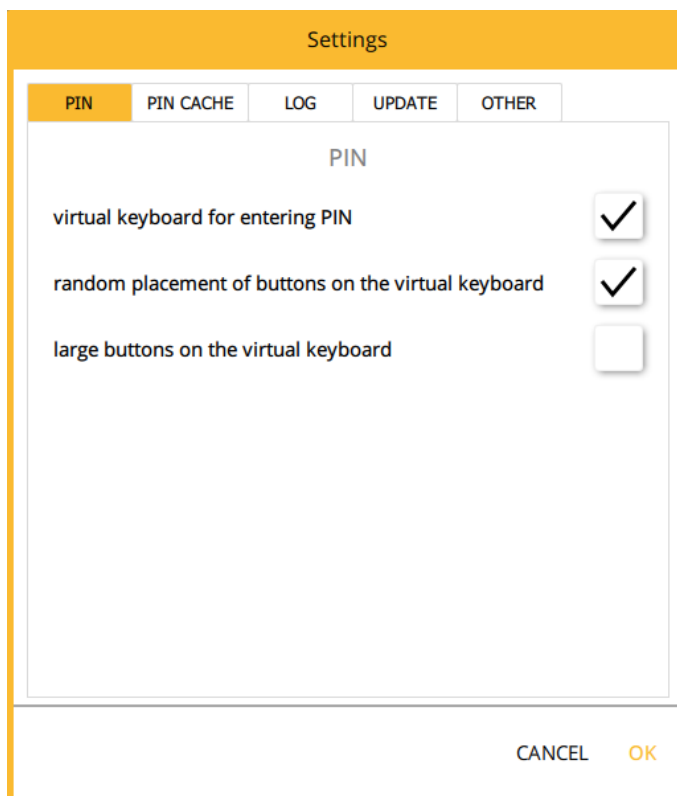 Settings
PIN PIN CACHE LOG UPDATE OTHER
PIN
virtual keyboard for entering PIN
random placement of buttons on the virtual keyboard
large buttons on the virtual keyboard
CANCEL OK